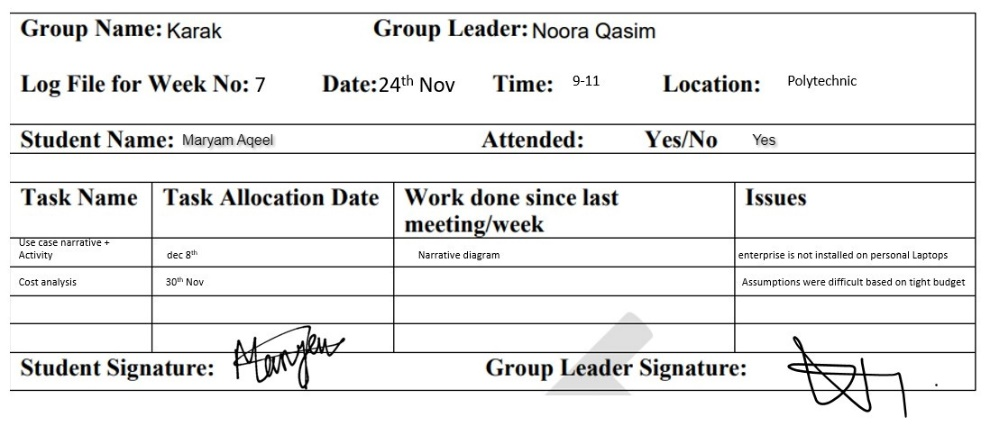 Group Name: Karak Group Leader: Noora Qasim
Log File for Week No: 7 Date:24th Nov Time: 9-11 Location: Polytechnic
Student Name: Maryam Aqeel Attended: Yes/No Yes
Task Name Task Allocation Date Work done since last meeting/week Issues
Use case narrative + Activity dec 8th Narrative diagram enterprise is not installed on personal Laptops
Cost analysis 30th Nov Assumptions were difficult based on tight budget
Student Signature: Maryam Group Leader Signature: